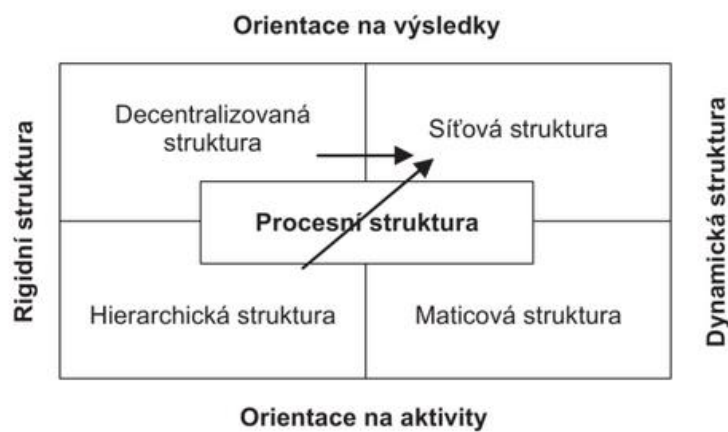 Orientace na výsledky
Rigidní struktura
Decentralizovaná
struktura
Síťová struktura
Procesní struktura
Hierarchická struktura
Maticová struktura
Dynamická struktura
Orientace na aktivity